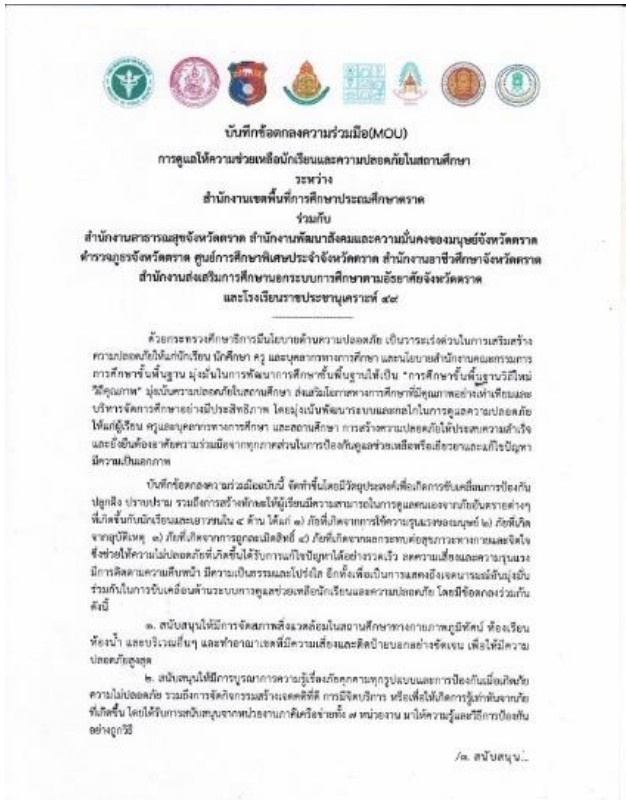 บันทึกข้อตกลงความร่วมมือ(MOU)
การดูแลให้ความช่วยเหลือนักเรียนและความปลอดภัยในสถานศึกษา
ระหว่าง
สำนักงานเขตพื้นที่การศึกษาประถมศึกษาตราด
ร่วมกับ
สำนักงานสาธารณสุขจังหวัดตราด สำนักงานพัฒนาสังคมและความมั่นคงของมนุษย์จังหวัดตราด
ตำรวจภูธรจังหวัดตราด ศูนย์การศึกษาพิเศษประจำจังหวัดตราด สำนักงานอาชีวศึกษาจังหวัดตราด
สำนักงานส่งเสริมการศึกษานอกระบบการศึกษาตามอัธยาศัยจังหวัดตราด
และโรงเรียนราชประชานุเคราะห์ ๔๙
ด้วยกระทรวงศึกษาธิการมีนโยบายด้านความปลอดภัย เป็นวาระเร่งด่วนในการเสริมสร้าง
ความปลอดภัยให้แก่นักเรียน นักศึกษา ครู และบุคลากรทางการศึกษา และนโยบายสำนักงานคณะกรรมการ
การศึกษาขั้นพื้นฐาน มุ่งมั่นในการพัฒนาการศึกษาขั้นพื้นฐานให้เป็น "การศึกษาขั้นพื้นฐานวิถีใหม่
วิถีคุณภาพ" มุ่งเน้นความปลอดภัยในสถานศึกษา ส่งเสริมโอกาสทางการศึกษาที่มีคุณภาพอย่างเท่าเทียมและ
บริหารจัดการศึกษาอย่างมีประสิทธิภาพ โดยมุ่งเน้นพัฒนาระบบและกลไกในการดูแลความปลอดภัย
ให้แก่ผู้เรียน ครูและบุคลากรทางการศึกษา และสถานศึกษา การสร้างความปลอดภัยให้ประสบความสำเร็จ
และยั่งยืนต้องอาศัยความร่วมมือจากทุกภาคส่วนในการป้องกันดูแลช่วยเหลือหรือเยียวยาและแก้ไขปัญหา
มีความเป็นเอกภาพ
บันทึกข้อตกลงความร่วมมือฉบับนี้ จัดทำขึ้นโดยมีวัตถุประสงค์เพื่อเกิดการขับเคลื่อนการป้องกัน
ปลูกฝัง ปราบปราม รวมถึงการสร้างทักษะให้ผู้เรียนมีความสามารถในการดูแลตนเองจากภัยอันตรายต่างๆ
ที่เกิดขึ้นกับนักเรียนและเยาวชนใน ๔ ด้าน ได้แก่ ๑) ภัยที่เกิดจากการใช้ความรุนแรงของมนุษย์ ๒) ภัยที่เกิด
จากอุบัติเหตุ ๓) ภัยที่เกิดจากการถูกละเมิดสิทธิ์ ๔) ภัยที่เกิดจากผลกระทบต่อสุขภาวะทางกายและจิตใจ
ซึ่งช่วยให้ความไม่ปลอดภัยที่เกิดขึ้นได้รับการแก้ไขปัญหาได้อย่างรวดเร็ว ลดความเสี่ยงและความรุนแรง
มีการติดตามความคืบหน้า มีความเป็นธรรมและโปร่งใส อีกทั้งเพื่อเป็นการแสดงถึงเจตนารมณ์อันมุ่งมั่น
ร่วมกันในการขับเคลื่อนด้านระบบการดูแลช่วยเหลือนักเรียนและความปลอดภัย โดยมีข้อตกลงร่วมกัน
ดังนี้
๑. สนับสนุนให้มีการจัดสภาพสิ่งแวดล้อมในสถานศึกษาทางกายภาพภูมิทัศน์ ห้องเรียน
ห้องน้ำ และบริเวณอื่นๆ และทำอาณาเขตที่มีความเสี่ยงและติดป้ายบอกอย่างชัดเจน เพื่อให้มีความ
ปลอดภัยสูงสุด
๒. สนับสนุนให้มีการบูรณาการความรู้เรื่องภัยคุกคามทุกรูปแบบและการป้องกันเมื่อเกิดภัย
ความไม่ปลอดภัย รวมถึงการจัดกิจกรรมสร้างเจตคติที่ดี การมีจิตบริการ หรือเพื่อให้เกิดการรู้เท่าทันจากภัย
ที่เกิดขึ้น โดยได้รับการสนับสนุนจากหน่วยงานภาคีเครือข่ายทั้ง ๗ หน่วยงาน มาให้ความรู้และวิธีการป้องกัน
อย่างถูกวิธี
/๓. สนับสนุน...